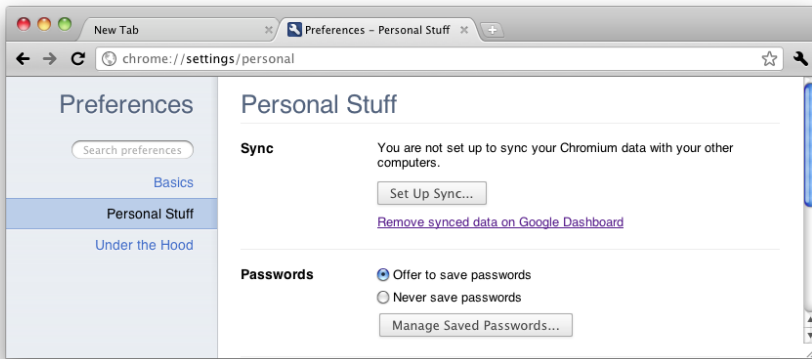 New Tab
Preferences – Personal Stuff
chrome://settings/personal
Preferences
Search preferences
Basics
Personal Stuff
Under the Hood
Personal Stuff
Sync
You are not set up to sync your Chromium data with your other
computers.
Set Up Sync...
Remove synced data on Google Dashboard
Passwords
Offer to save passwords
Never save passwords
Manage Saved Passwords...